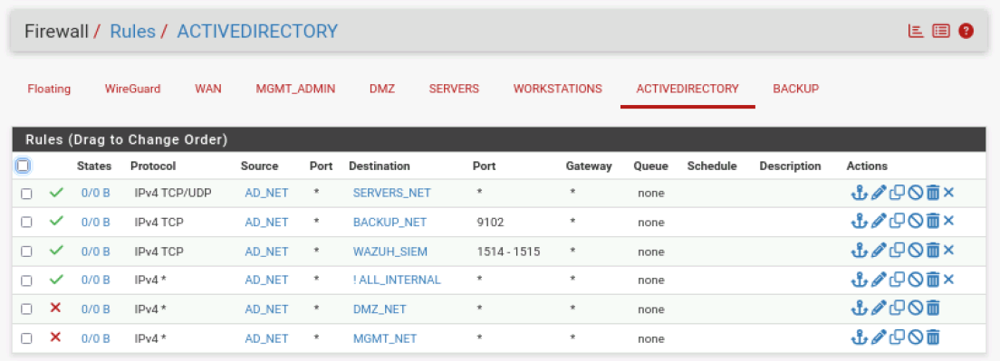 Firewall / Rules / ACTIVEDIRECTORY
Floating WireGuard WAN MGMT_ADMIN DMZ SERVERS WORKSTATIONS ACTIVEDIRECTORY BACKUP
Rules (Drag to Change Order)
States Protocol Source Port Destination Port Gateway Queue Schedule Description Actions
0/0 B IPv4 TCP/UDP AD_NET * SERVERS_NET * * none
0/0 B IPv4 TCP AD_NET * BACKUP_NET 9102 * none
0/0 B IPv4 TCP AD_NET * WAZUH_SIEM 1514 - 1515 * none
0/0 B IPv4 * AD_NET * ! ALL_INTERNAL * * none
0/0 B IPv4 * AD_NET * DMZ_NET * * none
0/0 B IPv4 * AD_NET * MGMT_NET * * none